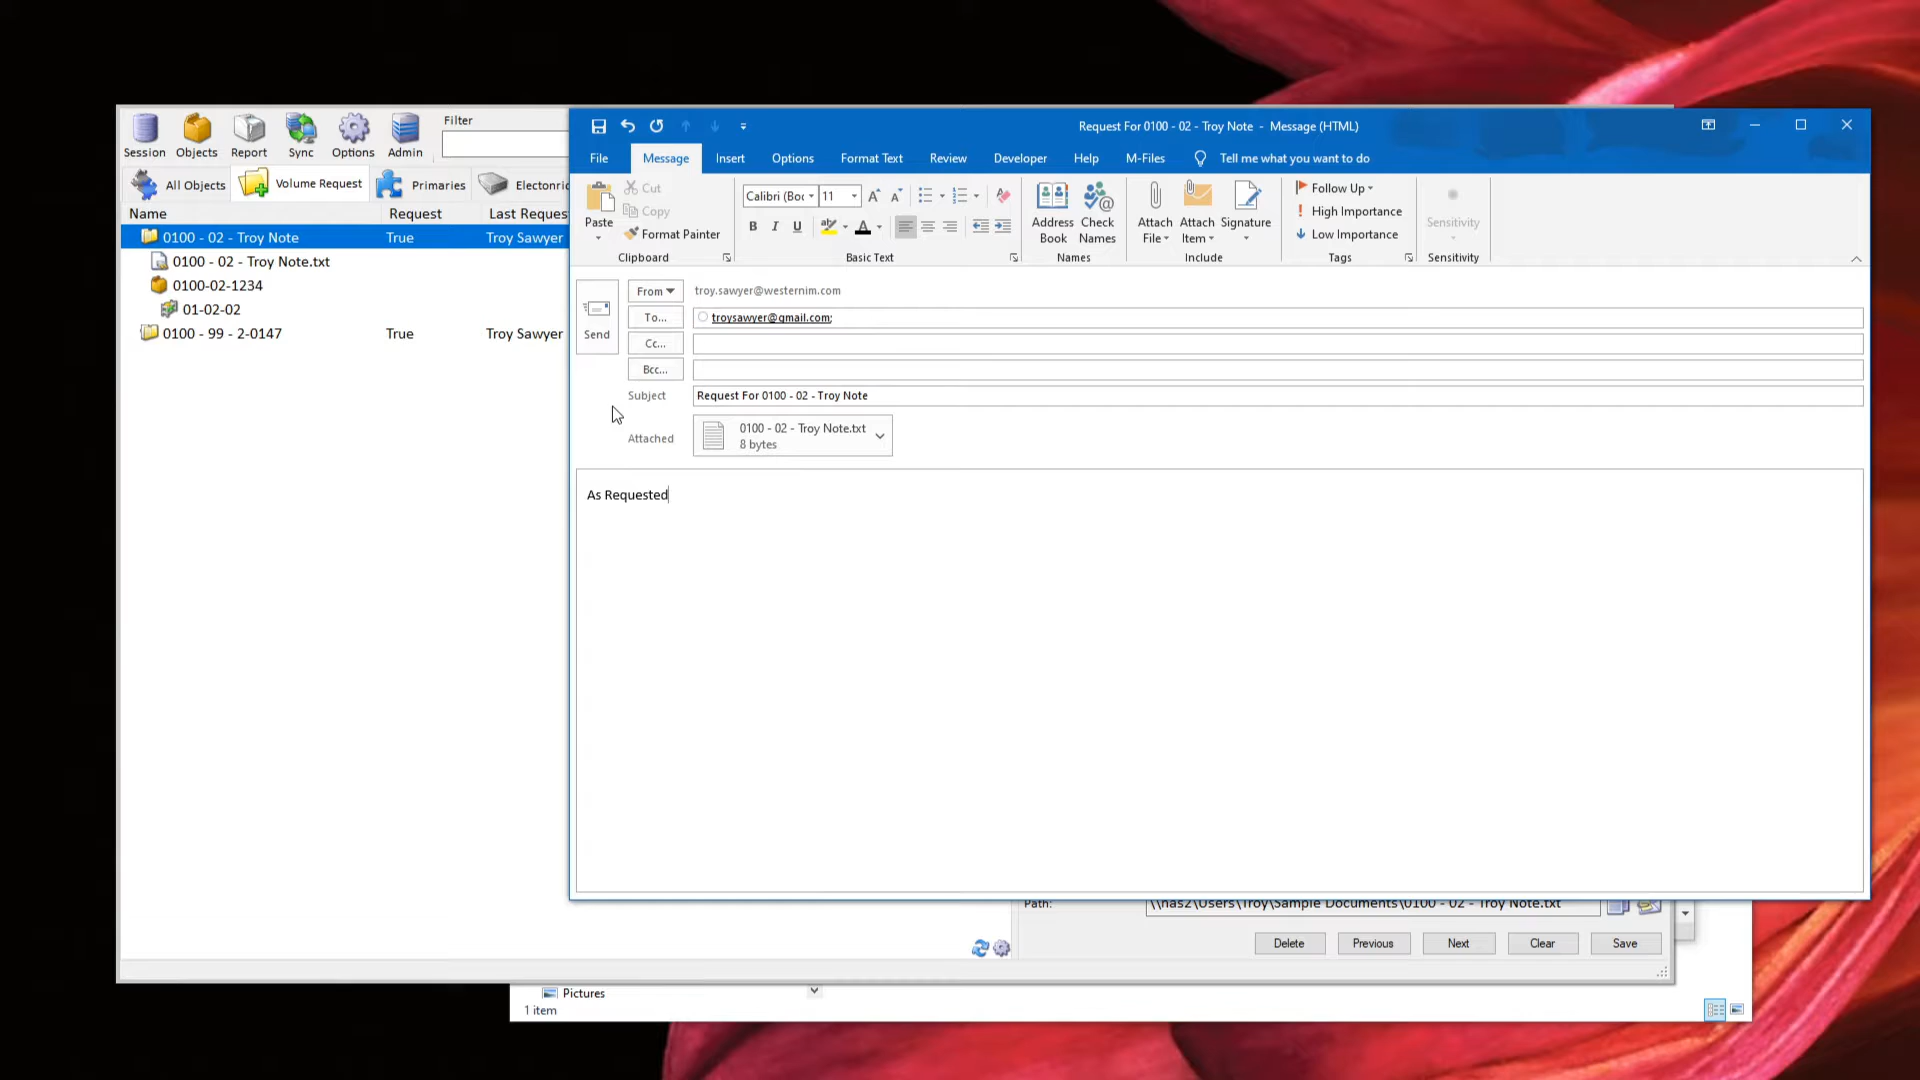 Session Objects Report Sync Options Admin
Filter
All Objects Volume Request Primaries
Name Request
0100 - 02 - Troy Note True Troy Sawyer
0100 - 02 - Troy Note.txt
0100-02-1234
01-02-02
0100 - 99 - 2-0147 True Troy Sawyer
Request For 0100 - 02 - Troy Note - Message (HTML)
File Message Insert Options Format Text Review Developer Help M-Files Tell me what you want to do
Paste
Cut
Copy
Format Painter
Clipboard
Calibri (Boc 11
B I U
Basic Text
Address Book
Check Names
Names
Attach File
Attach Item
Signature
Include
Follow Up
High Importance
Low Importance
Tags
Sensitivity
Sensitivity
Send
From troy.sawyer@westernim.com
To... troysawyer@gmail.com;
Cc...
Bcc...
Subject Request For 0100 - 02 - Troy Note
Attached 0100 - 02 - Troy Note.txt
8 bytes
As Requested
Path: \\nas2\Users\Troy\Sample Documents\0100 - 02 - Troy Note.txt
Delete Previous Next Clear Save
Pictures
1 item